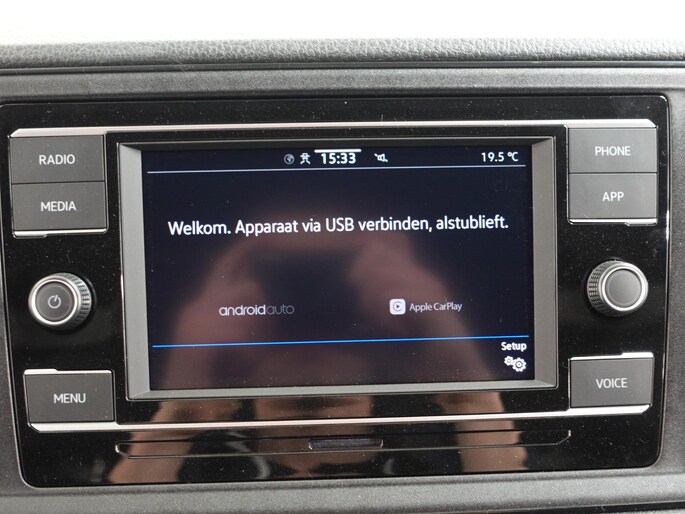 RADIO
MEDIA
MENU
15:33
19.5 °C
Welkom. Apparaat via USB verbinden, alstublieft.
androidauto
Apple CarPlay
Setup
PHONE
APP
VOICE